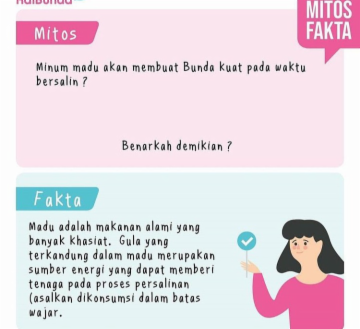 HaiBunda
MITOS
FAKTA
Mitos
Minum madu akan membuat Bunda kuat pada waktu
bersalin ?
Benarkah demikian ?
Fakta
Madu adalah makanan alami yang
banyak khasiat. Gula yang
terkandung dalam madu merupakan
sumber energi yang dapat memberi
tenaga pada proses persalinan
(asalkan dikonsumsi dalam batas
wajar.